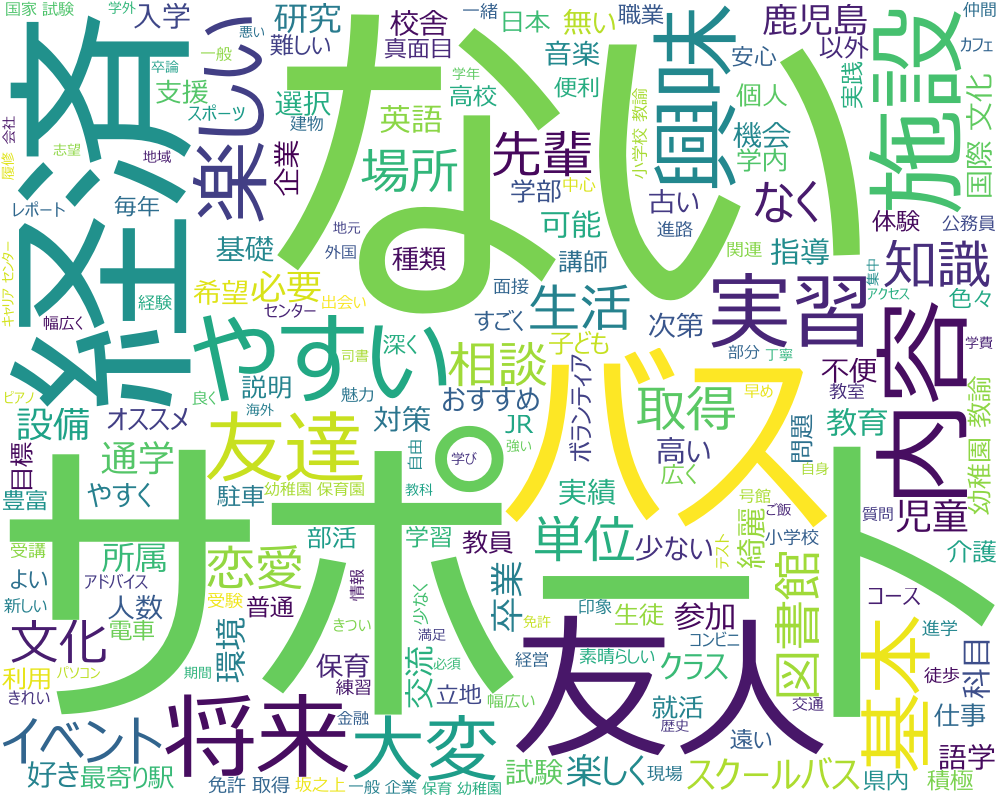 国家 試験
学外
入学
研究
校舎
一緒
日本
無い
職業
鹿児島
仲間
悪い
一般
難しい
真面目
音楽
安心
以外
カフェ
卒論
支援
楽しい
選択
学年
高校
便利
個人
実践
国際 文化
スポーツ
建物
英語
小学校 教諭
機会
施設
経済
ない
興味
会社
履修
志望
地域
企業
場所
先輩
学内
レポート
毎年
学部
中心
古い
なく
体験
公務員
基礎
地元
外国
種類
可能
進路
関連
指導
知識
キャリア センター
経験
希望
必要
出会い
面接
講師
集中
アクセス
色々
幅広く
センター
生活
実習
次第
すごく
子ども
部分
丁寧
学費
やすい
司書
深く
相談
不便
内容
教室
ピアノ
良く
説明
魅力
おすすめ
ボランティア
取得
早め
設備
オススメ
海外
対策
JR
高い
問題
教育
幼稚園 教諭
目標
通学
友達
自由
強い
バス
広く
自身
豊富
やすく
駐車
幼稚園 保育園
学び
教科
実績
号館
ご飯
質問
児童
サポート
受講
所属
恋愛
部活
学習
教員
単位
少ない
綺麗
テスト
小学校
介護
よい
アドバイス
新しい
人数
受験
普通
情報
少なく
卒業
印象
生徒
参加
コンビニ
図書館
コース
文化
電車
環境
きつい
満足
免許
友人
基本
進学
利用
パソコン
期間
保育
練習
交流
必須
経営
素晴らしい
クラス
徒歩
科目
きれい
将来
立地
幅広い
就活
歴史
交通
仕事
イベント
金融
大変
遠い
語学
好き
最寄り駅
試験
楽しく
現場
スクールバス
県内
積極
免許 取得
坂之上
一般 企業
保育 幼稚園